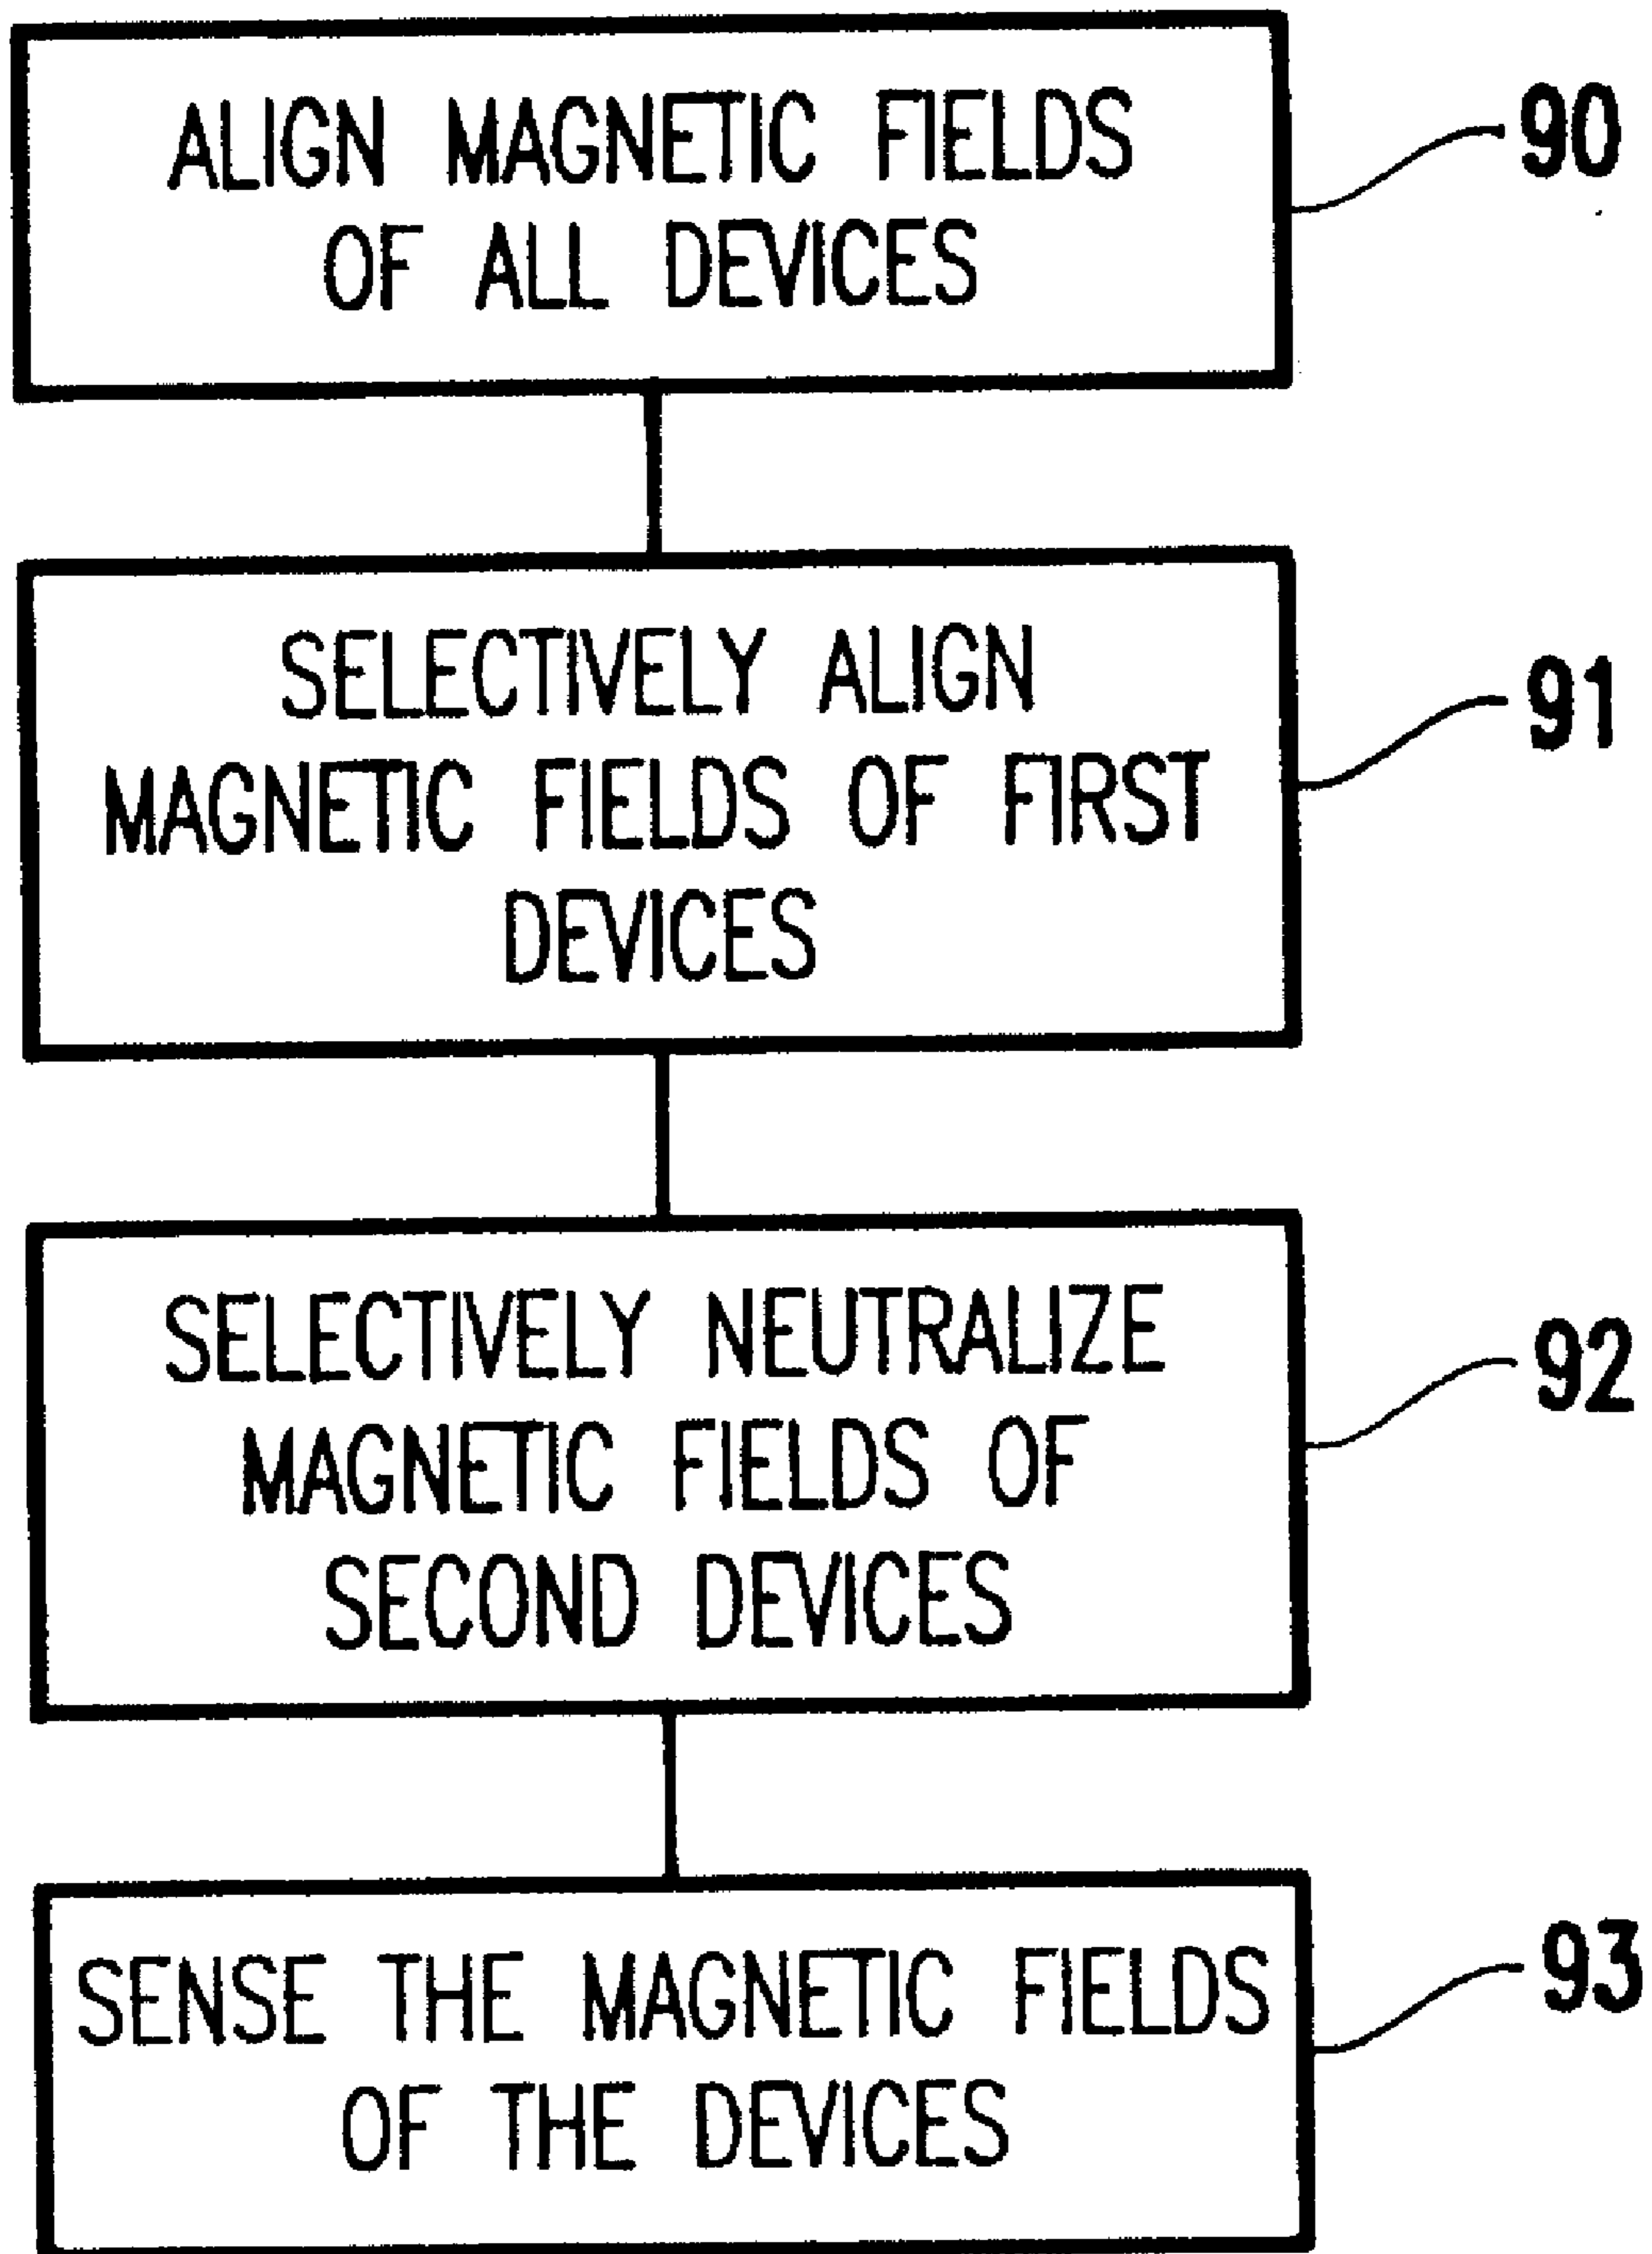 ALIGN MAGNETIC FIELDS
OF ALL DEVICES
90
SELECTIVELY ALIGN
MAGNETIC FIELDS OF FIRST
DEVICES
91
SELECTIVELY NEUTRALIZE
MAGNETIC FIELDS OF
SECOND DEVICES
92
SENSE THE MAGNETIC FIELDS
OF THE DEVICES
93